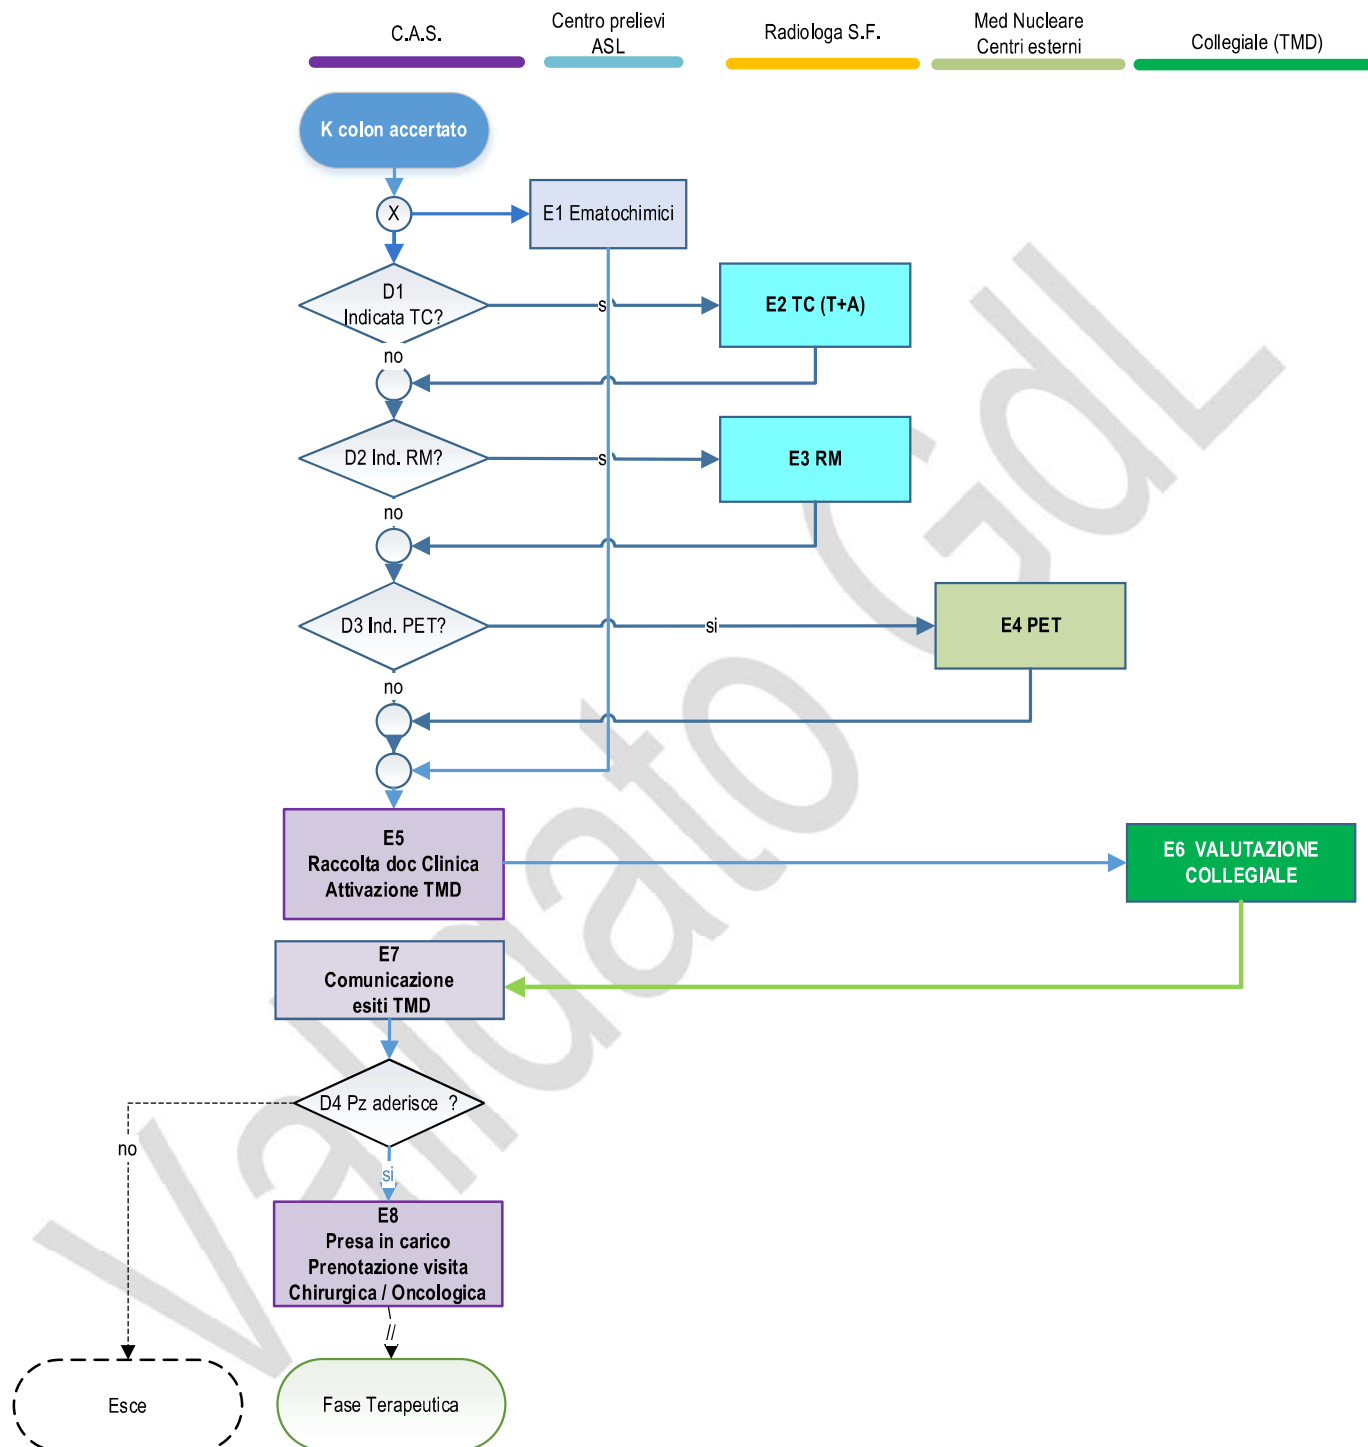 C.A.S.
Centro prelievi
ASL
Radiologa S.F.
Med Nucleare
Centri esterni
Collegiale (TMD)
K colon accertato
X
E1 Ematochimici
D1
Indicata TC?
s
E2 TC (T+A)
no
D2 Ind. RM?
s
E3 RM
no
D3 Ind. PET?
si
E4 PET
no
E5
Raccolta doc Clinica
Attivazione TMD
E6 VALUTAZIONE
COLLEGIALE
E7
Comunicazione
esiti TMD
D4 Pz aderisce ?
no
si
E8
Presa in carico
Prenotazione visita
Chirurgica / Oncologica
//
Esce
Fase Terapeutica
Validato GdL